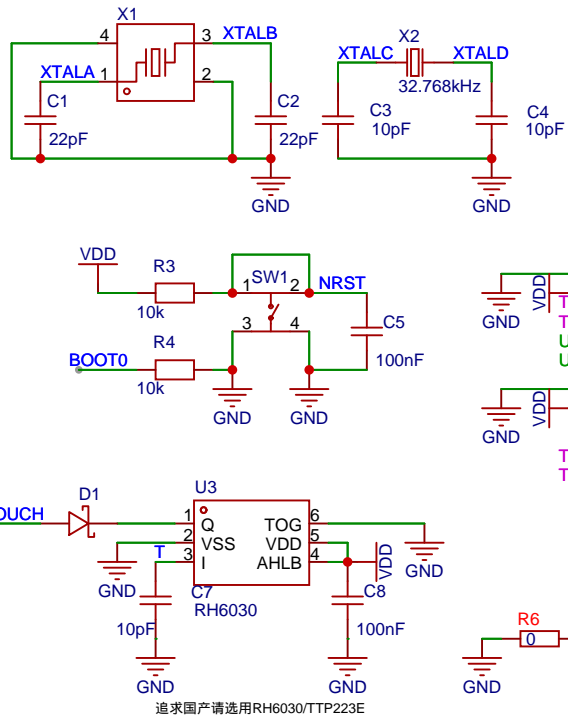 X1
4
3
XTALB
XTALA
1
2
C1
22pF
C2
22pF
GND
X2
XTALC
XTALD
32.768kHz
C3
10pF
C4
10pF
GND
VDD
R3
10k
SW1
1
2
NRST
3
4
C5
100nF
R4
BOOT0
10k
GND
GND
VDD
GND
T
T
U
U
VDD
GND
T
T
OUCH
D1
U3
1
Q
TOG
6
2
VSS
VDD
5
3
I
AHLB
4
T
GND
VDD
GND
C7
RH6030
10pF
C8
100nF
GND
GND
R6
0
GND
追求国产请选用RH6030/TTP223E